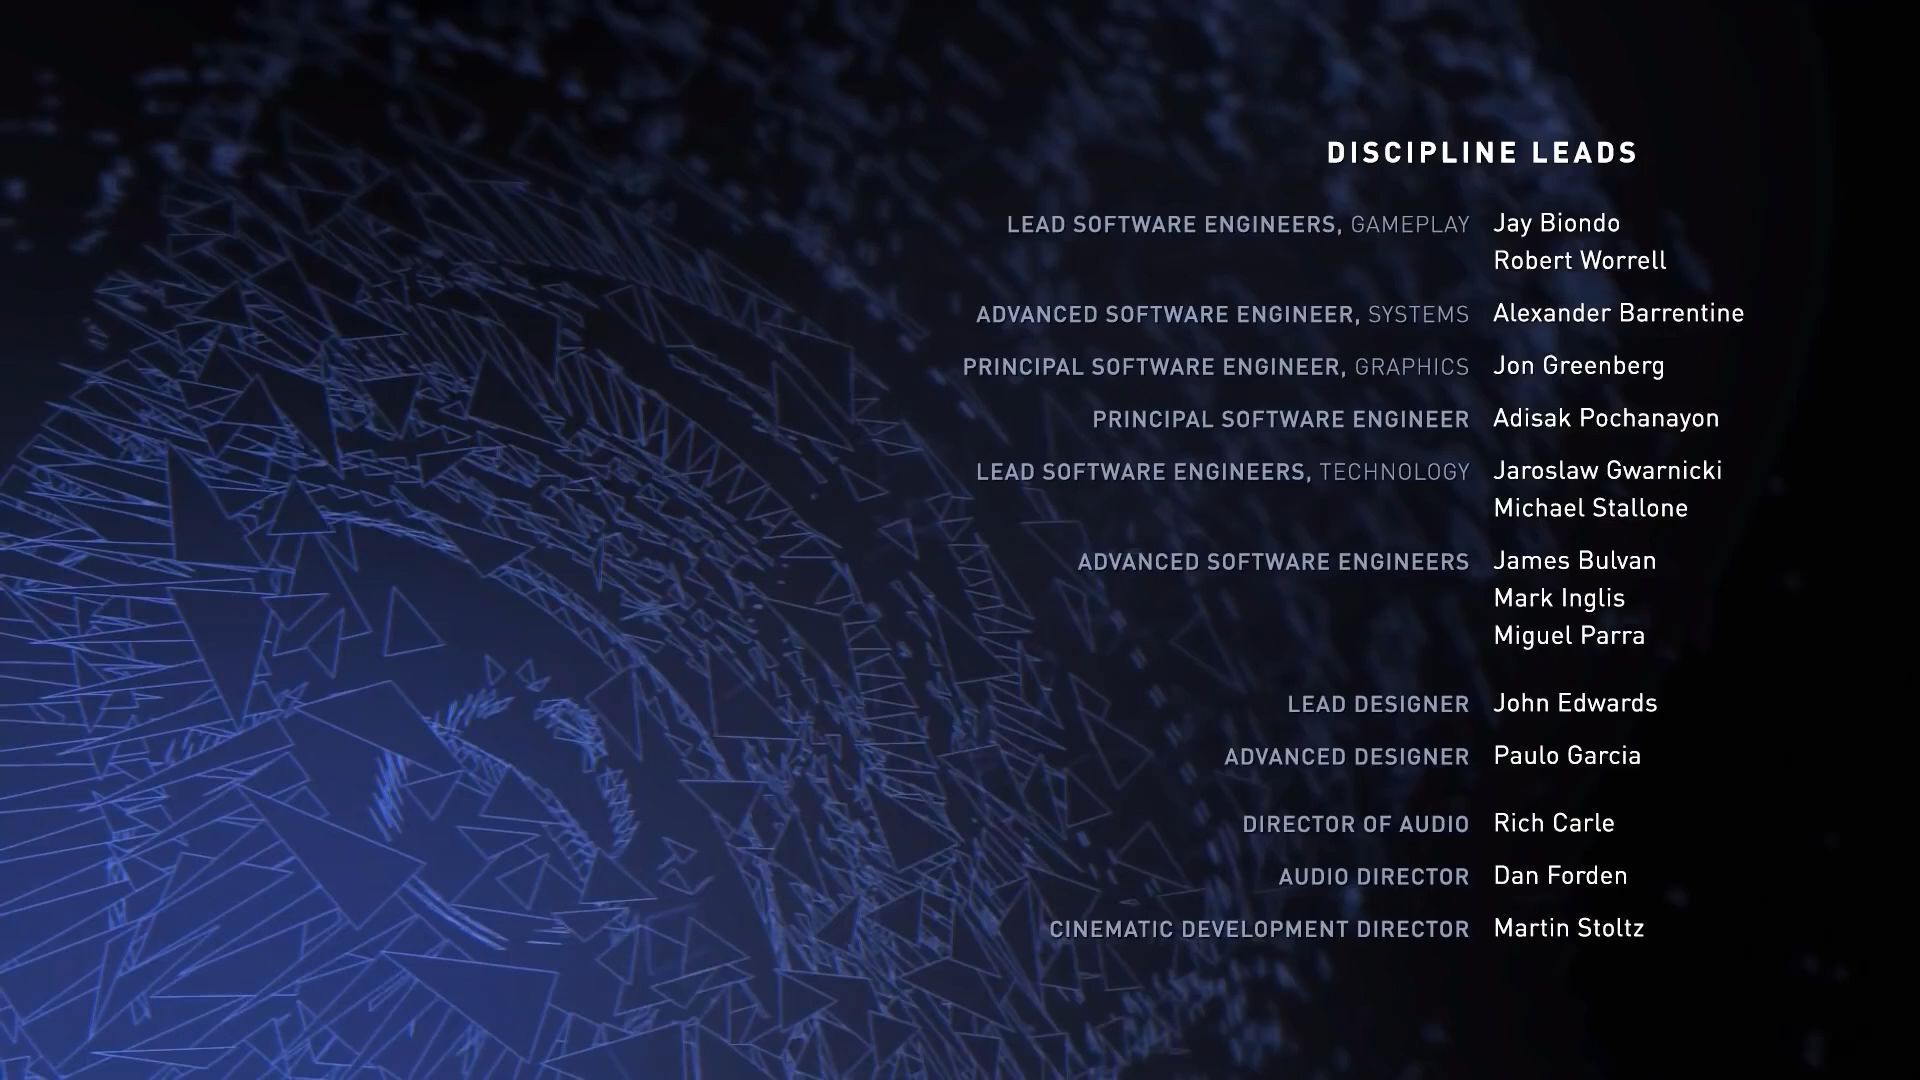 DISCIPLINE LEADS
LEAD SOFTWARE ENGINEERS, GAMEPLAY Jay Biondo
Robert Worrell
ADVANCED SOFTWARE ENGINEER, SYSTEMS Alexander Barrentine
PRINCIPAL SOFTWARE ENGINEER, GRAPHICS Jon Greenberg
PRINCIPAL SOFTWARE ENGINEER Adisak Pochanayon
LEAD SOFTWARE ENGINEERS, TECHNOLOGY Jaroslaw Gwarnicki
Michael Stallone
ADVANCED SOFTWARE ENGINEERS James Bulvan
Mark Inglis
Miguel Parra
LEAD DESIGNER John Edwards
ADVANCED DESIGNER Paulo Garcia
DIRECTOR OF AUDIO Rich Carle
AUDIO DIRECTOR Dan Forden
CINEMATIC DEVELOPMENT DIRECTOR Martin Stoltz